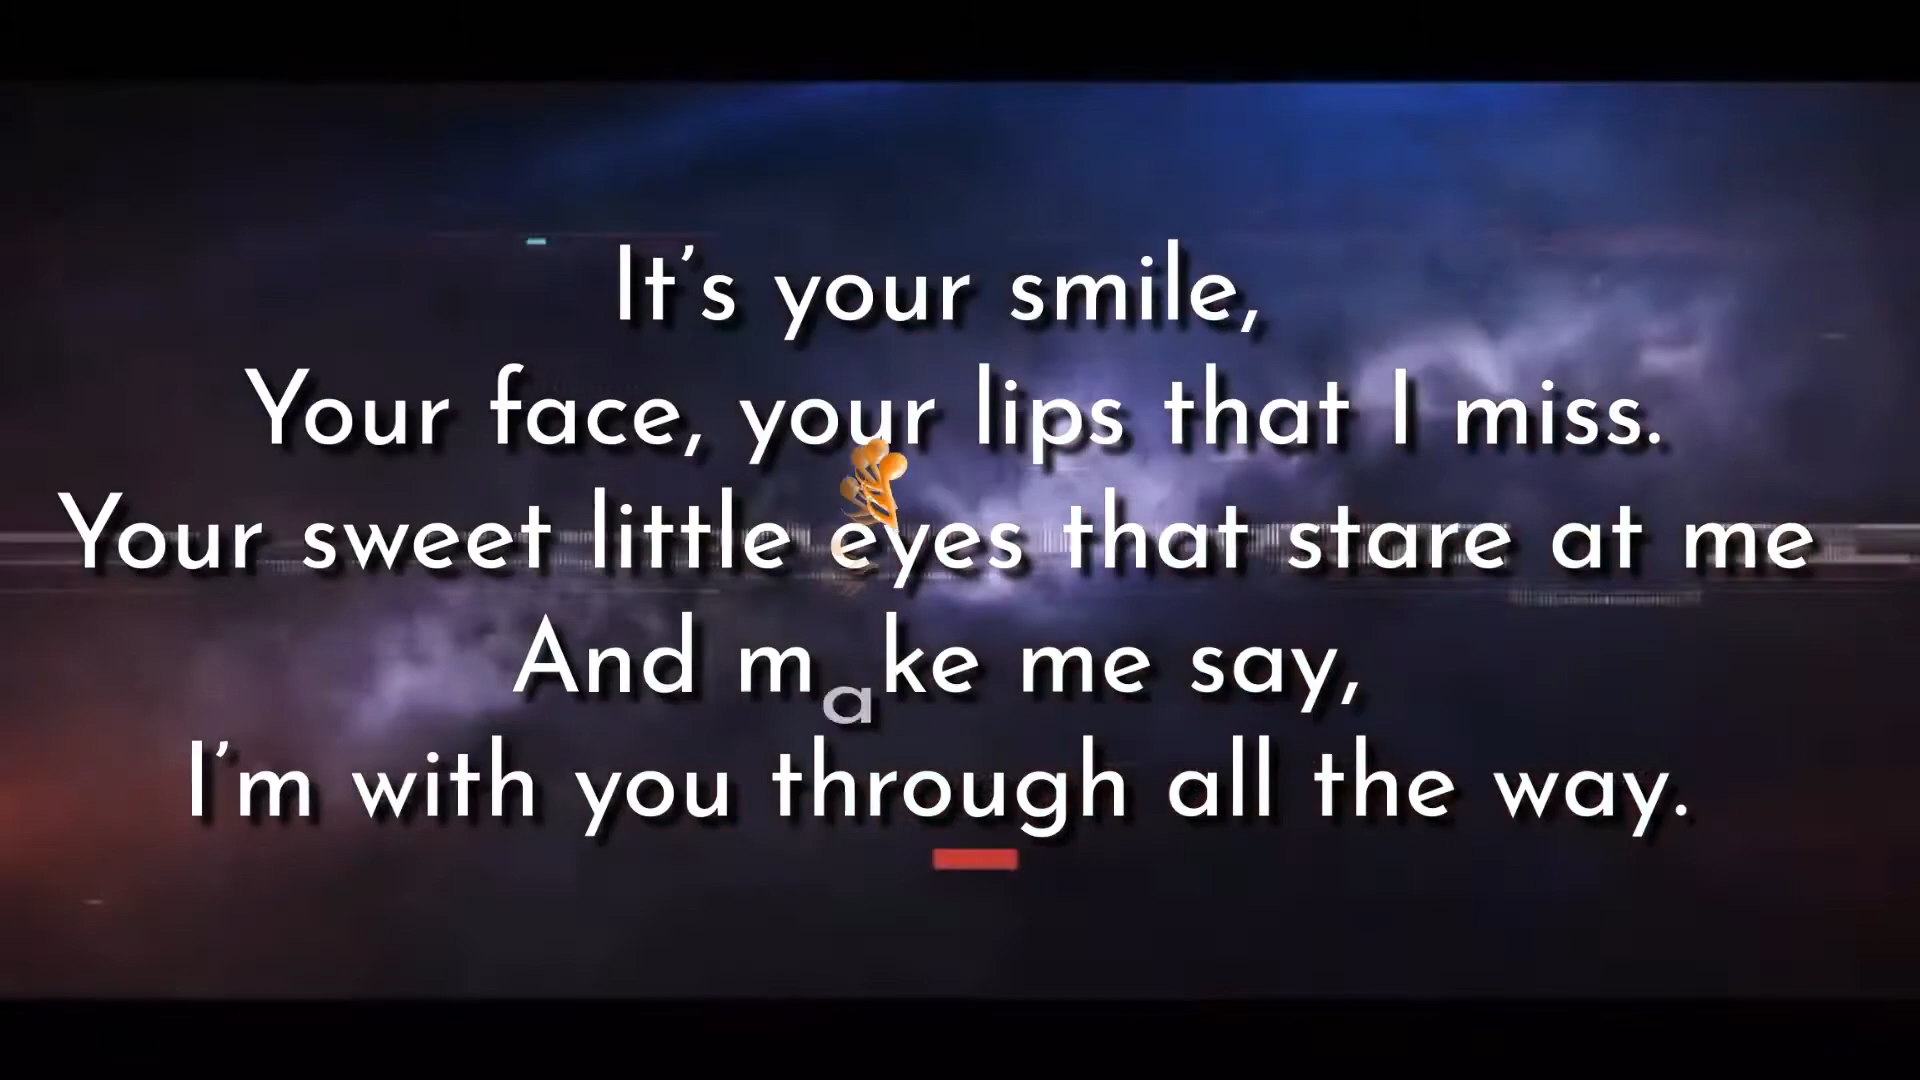 It’s your smile,
Your face, your lips that I miss.
Your sweet little eyes that stare at me
And make me say,
I’m with you through all the way.